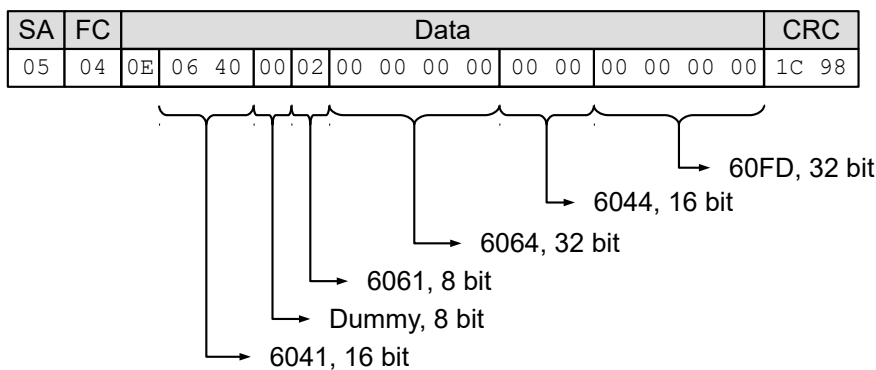 SA FC Data CRC
05 04 0E 06 40 00 02 00 00 00 00 00 00 00 00 00 00 1C 98
60FD, 32 bit
6044, 16 bit
6064, 32 bit
6061, 8 bit
Dummy, 8 bit
6041, 16 bit